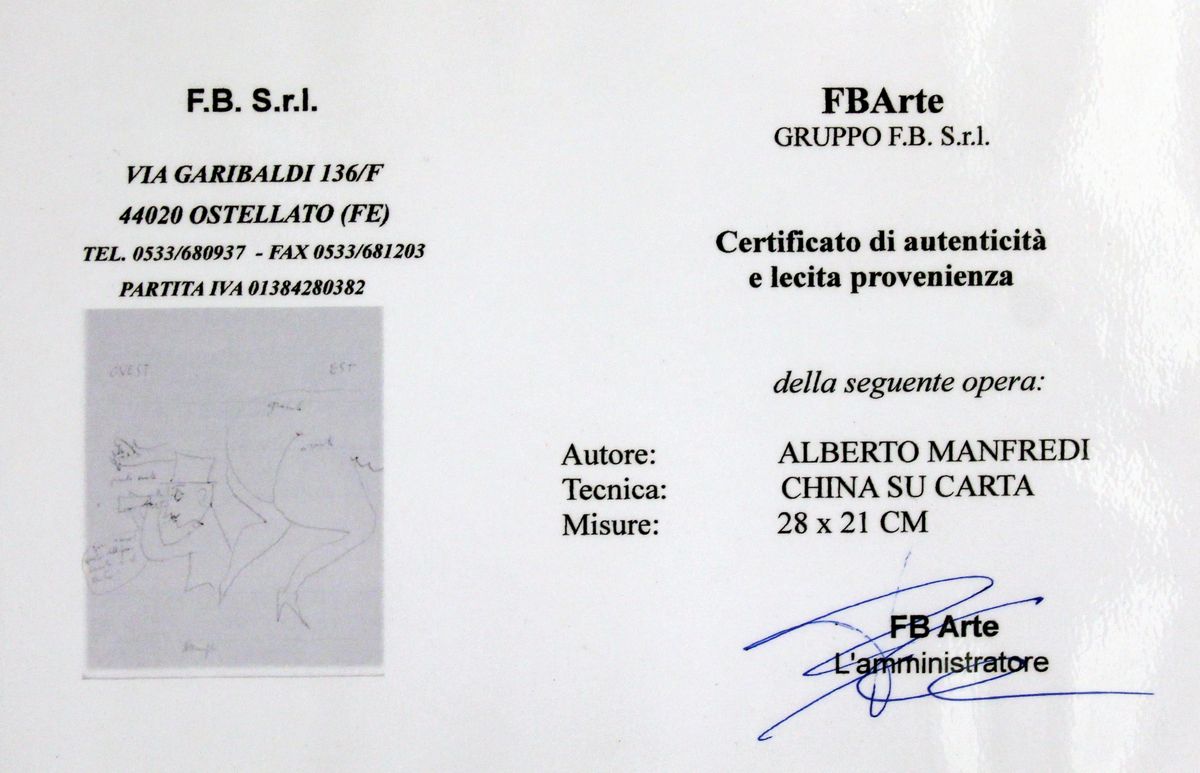 F.B. S.r.l.
VIA GARIBALDI 136/F
44020 OSTELLATO (FE)
TEL. 0533/680937 - FAX 0533/681203
PARTITA IVA 01384280382
OVEST
EST
FBArte
GRUPPO F.B. S.r.l.
Certificato di autenticità
e lecita provenienza
della seguente opera:
Autore: ALBERTO MANFREDI
Tecnica: CHINA SU CARTA
Misure: 28 x 21 CM
FB Arte
L'amministratore